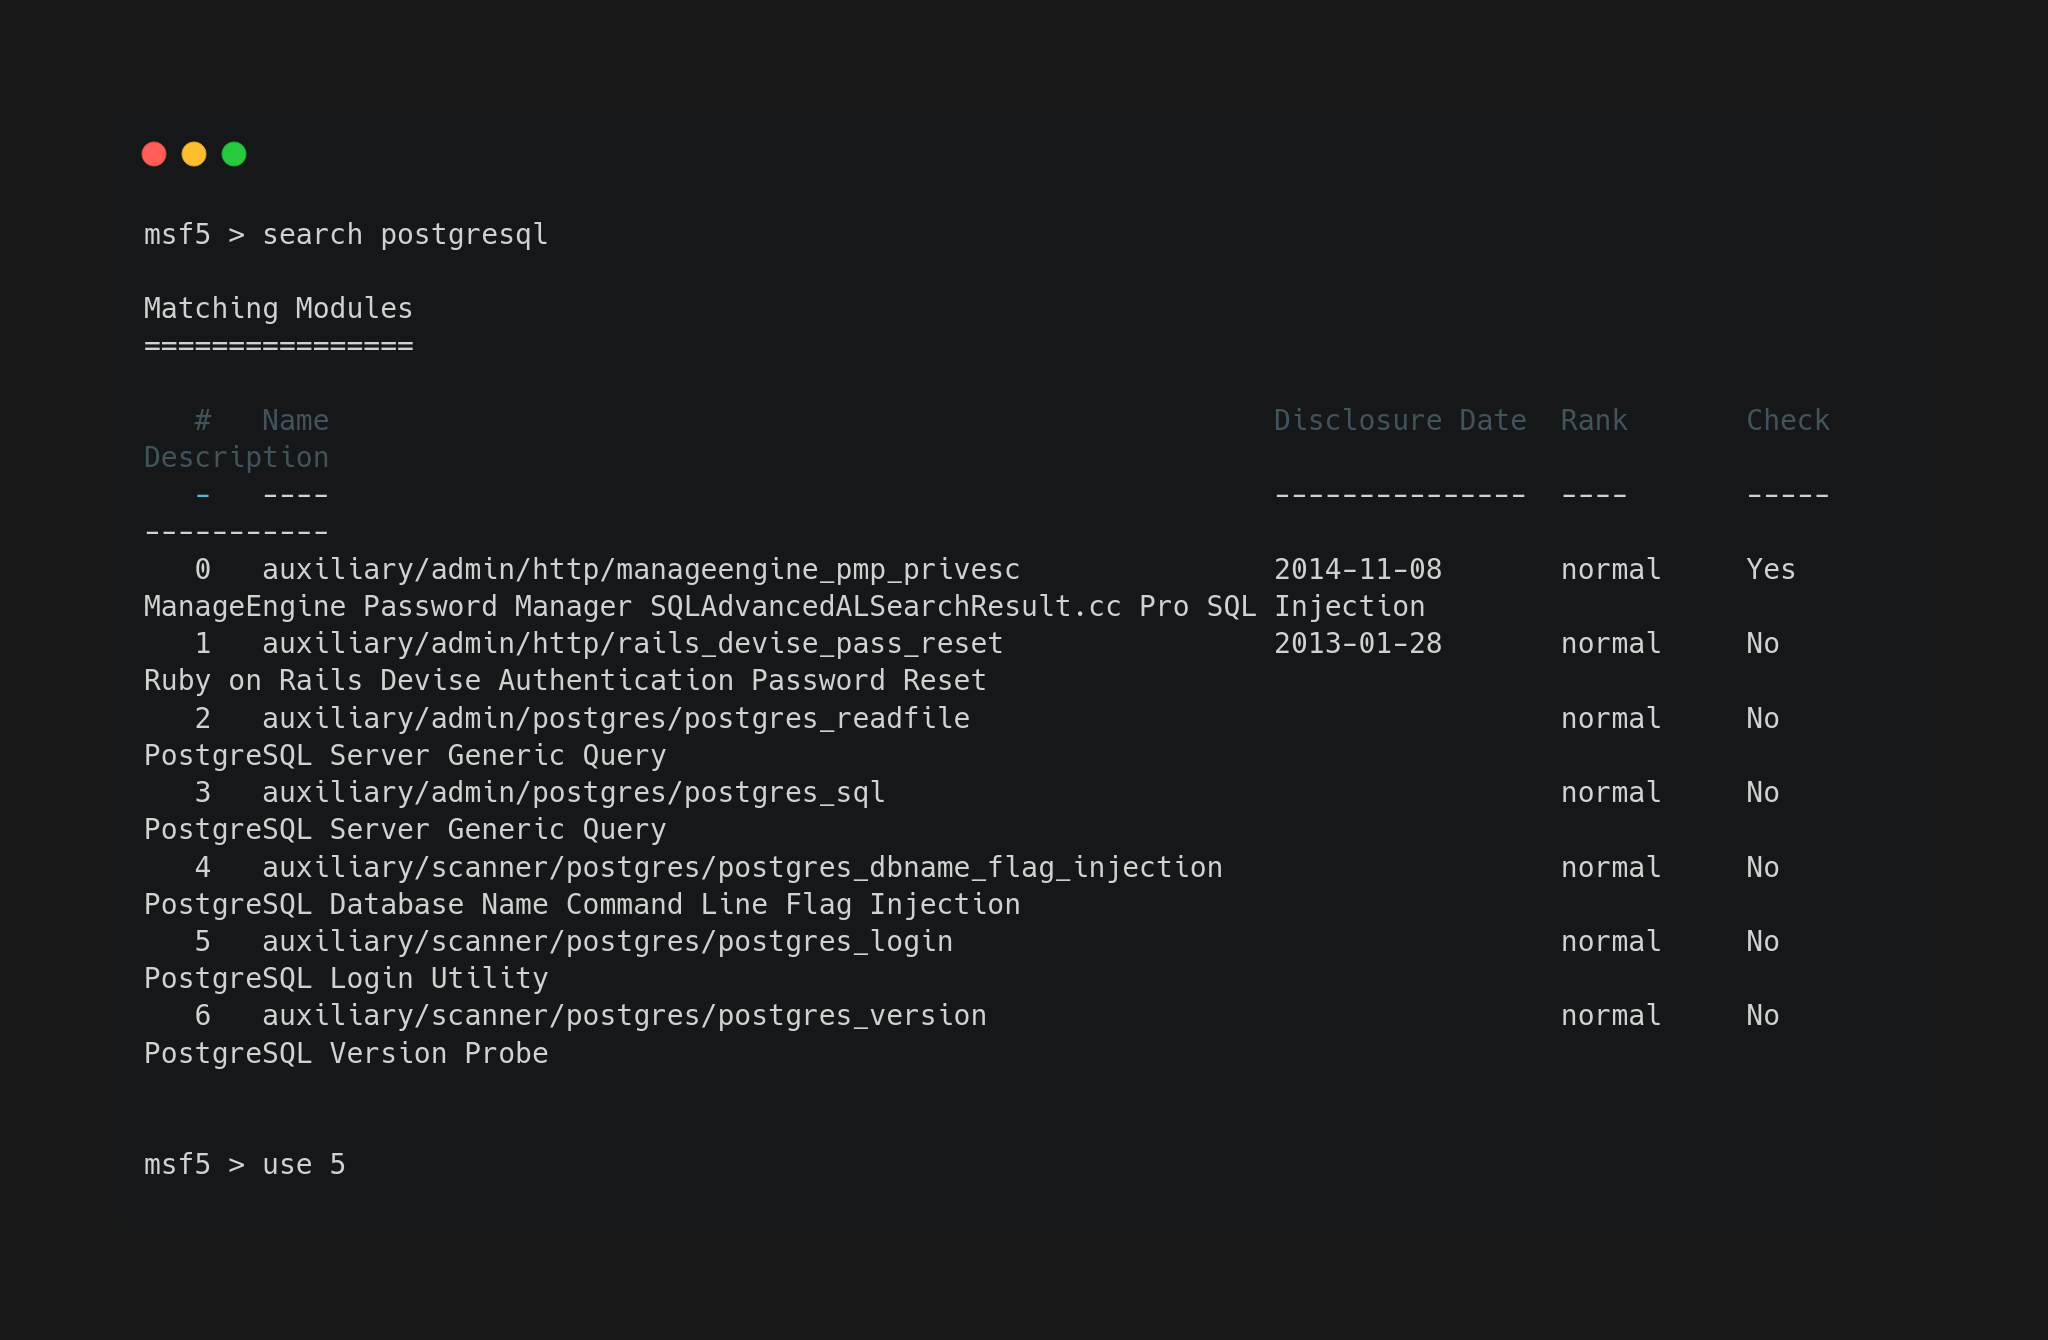 msf5 > search postgresql
Matching Modules
================
# Name Disclosure Date Rank Check
Description
- ---- --------------- ---- -----
-----------
0 auxiliary/admin/http/manageengine_pmp_privesc 2014-11-08 normal Yes
ManageEngine Password Manager SQLAdvancedALSearchResult.cc Pro SQL Injection
1 auxiliary/admin/http/rails_devise_pass_reset 2013-01-28 normal No
Ruby on Rails Devise Authentication Password Reset
2 auxiliary/admin/postgres/postgres_readfile normal No
PostgreSQL Server Generic Query
3 auxiliary/admin/postgres/postgres_sql normal No
PostgreSQL Server Generic Query
4 auxiliary/scanner/postgres/postgres_dbname_flag_injection normal No
PostgreSQL Database Name Command Line Flag Injection
5 auxiliary/scanner/postgres/postgres_login normal No
PostgreSQL Login Utility
6 auxiliary/scanner/postgres/postgres_version normal No
PostgreSQL Version Probe
msf5 > use 5